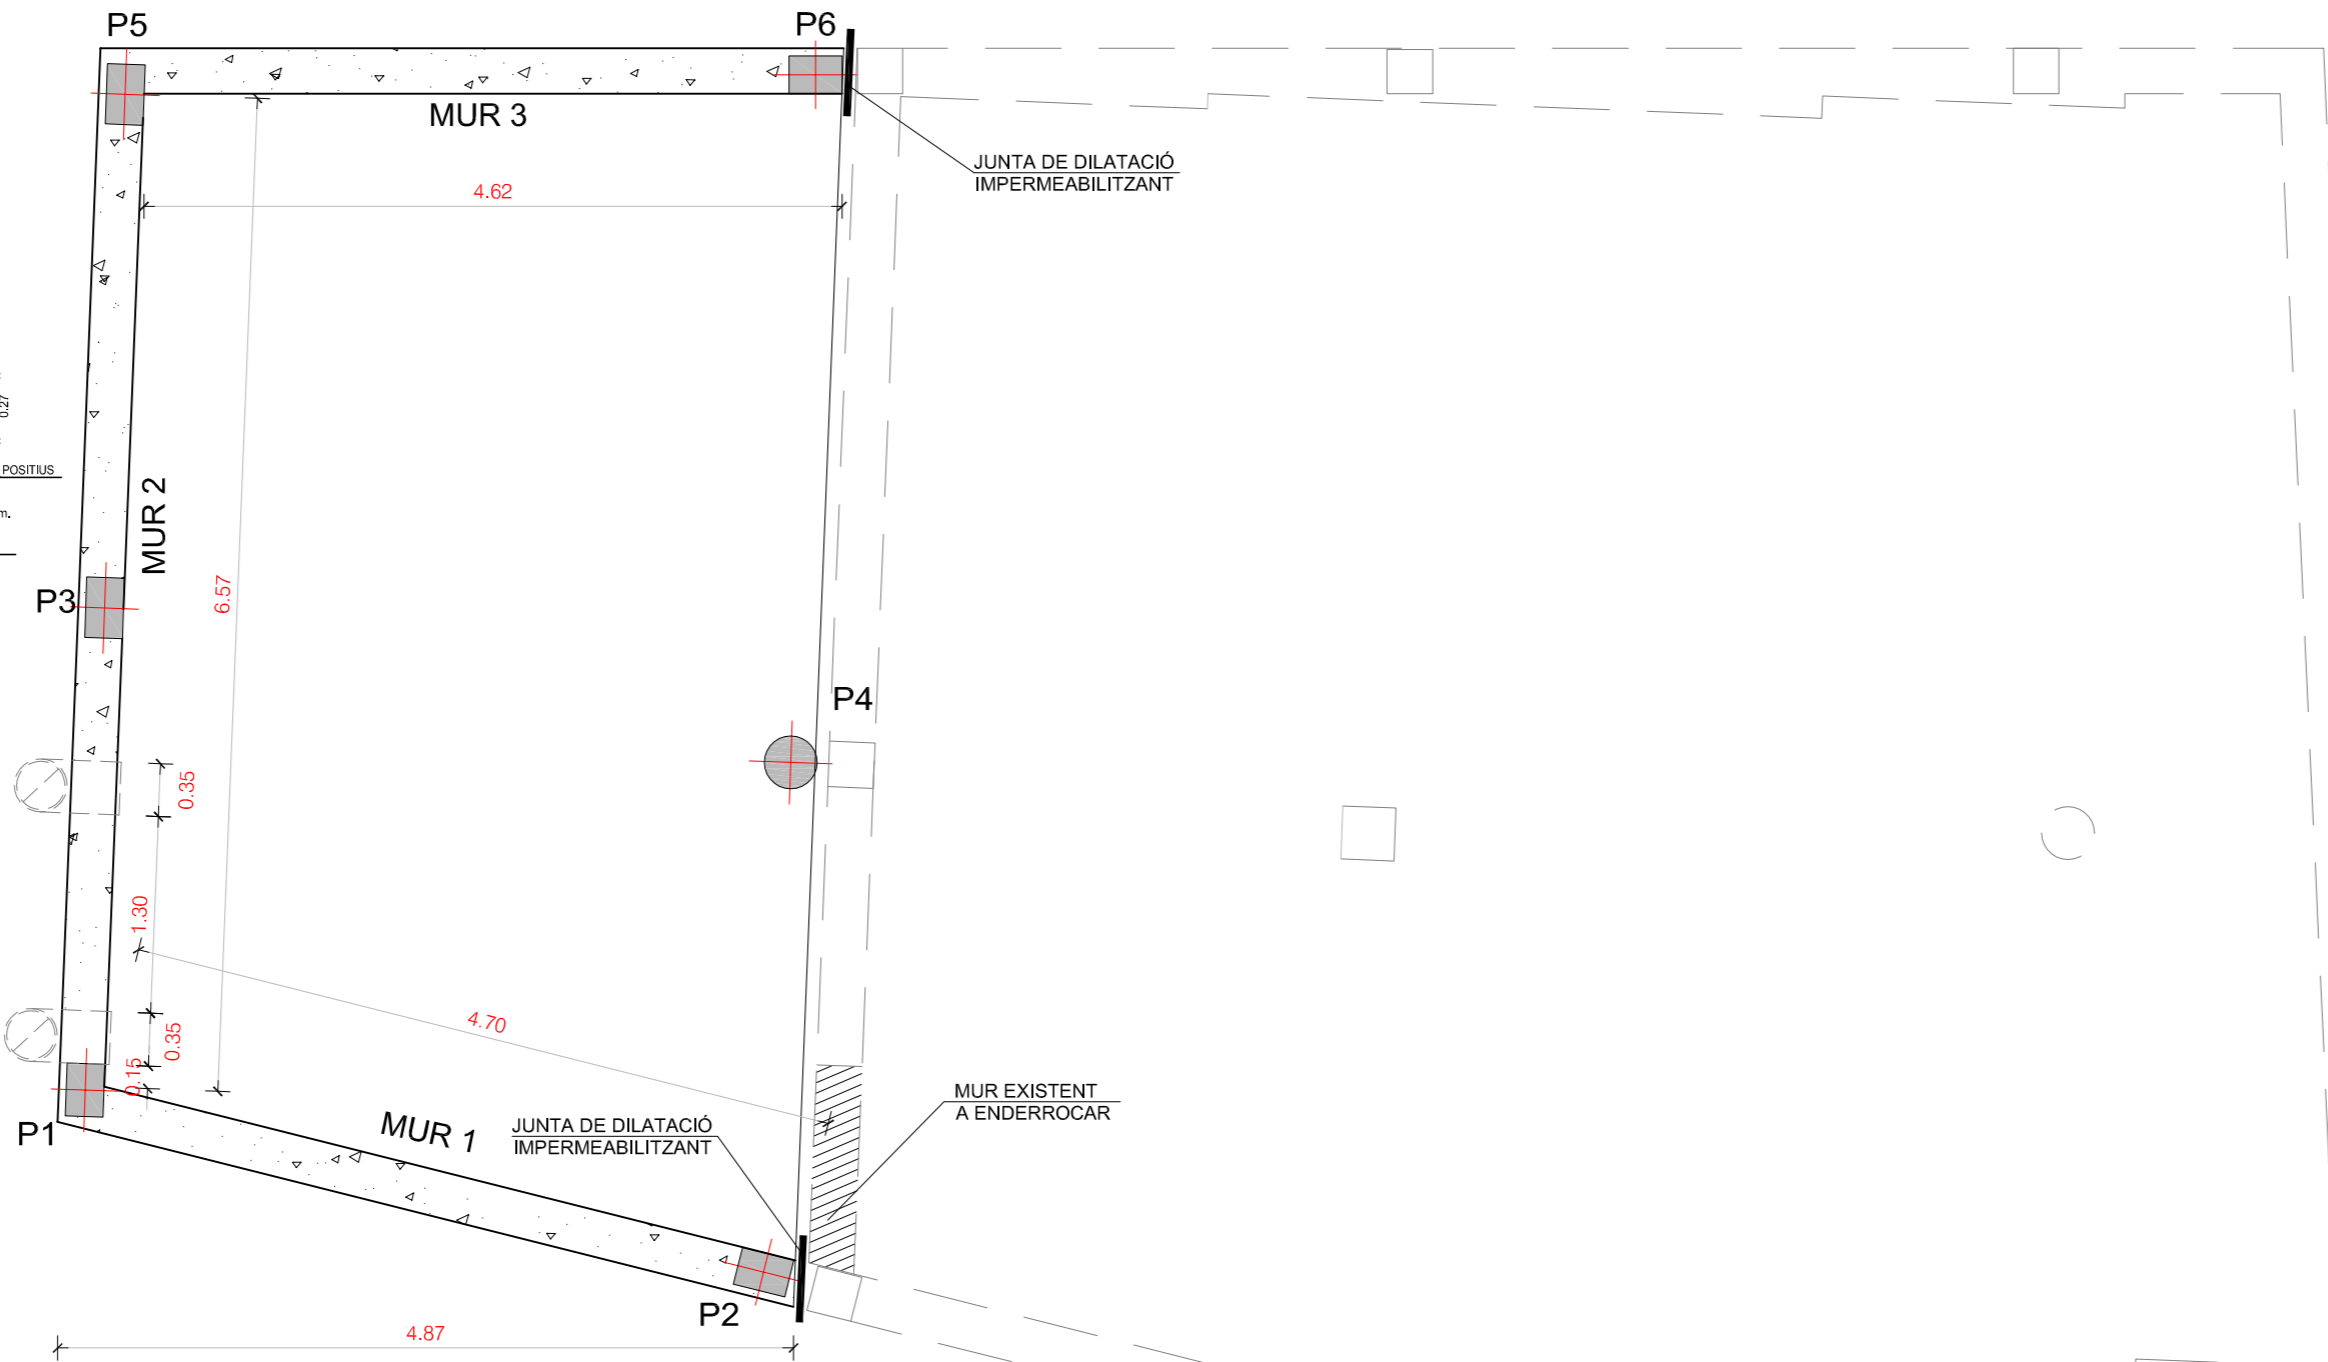 P5
P6
MUR 3
JUNTA DE DILATACIÓ
IMPERMEABILITZANT
4.62
0.27
POSITIUS
m.
MUR 2
P3
6.57
P4
0.35
1.30
4.70
0.35
0.15
MUR EXISTENT
A ENDERROCAR
P1
MUR 1
JUNTA DE DILATACIÓ
IMPERMEABILITZANT
P2
4.87